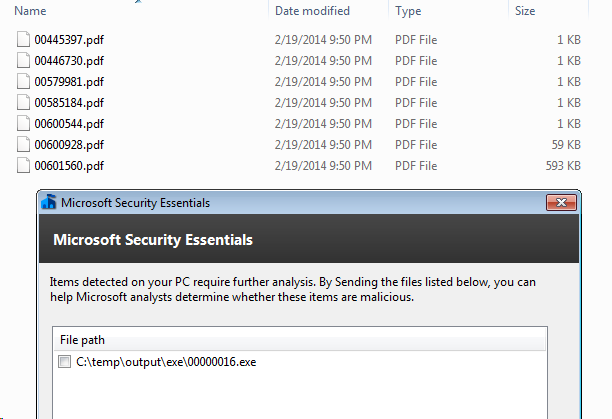 Name Date modified Type Size
00445397.pdf 2/19/2014 9:50 PM PDF File 1 KB
00446730.pdf 2/19/2014 9:50 PM PDF File 1 KB
00579981.pdf 2/19/2014 9:50 PM PDF File 1 KB
00585184.pdf 2/19/2014 9:50 PM PDF File 1 KB
00600544.pdf 2/19/2014 9:50 PM PDF File 1 KB
00600928.pdf 2/19/2014 9:50 PM PDF File 59 KB
00601560.pdf 2/19/2014 9:50 PM PDF File 593 KB
Microsoft Security Essentials
Microsoft Security Essentials
Items detected on your PC require further analysis. By Sending the files listed below, you can
help Microsoft analysts determine whether these items are malicious.
File path
C:\temp\output\exe\00000016.exe